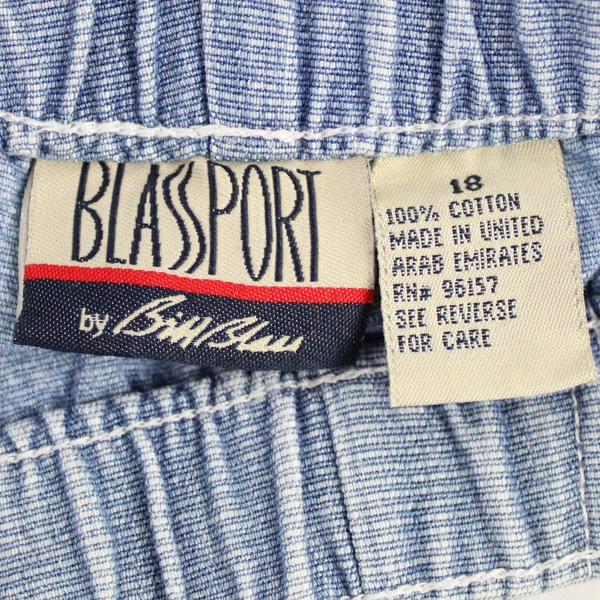 BLASSPORT
by Bill Blass
18
100% COTTON
MADE IN UNITED
ARAB EMIRATES
RN# 96157
SEE REVERSE
FOR CARE